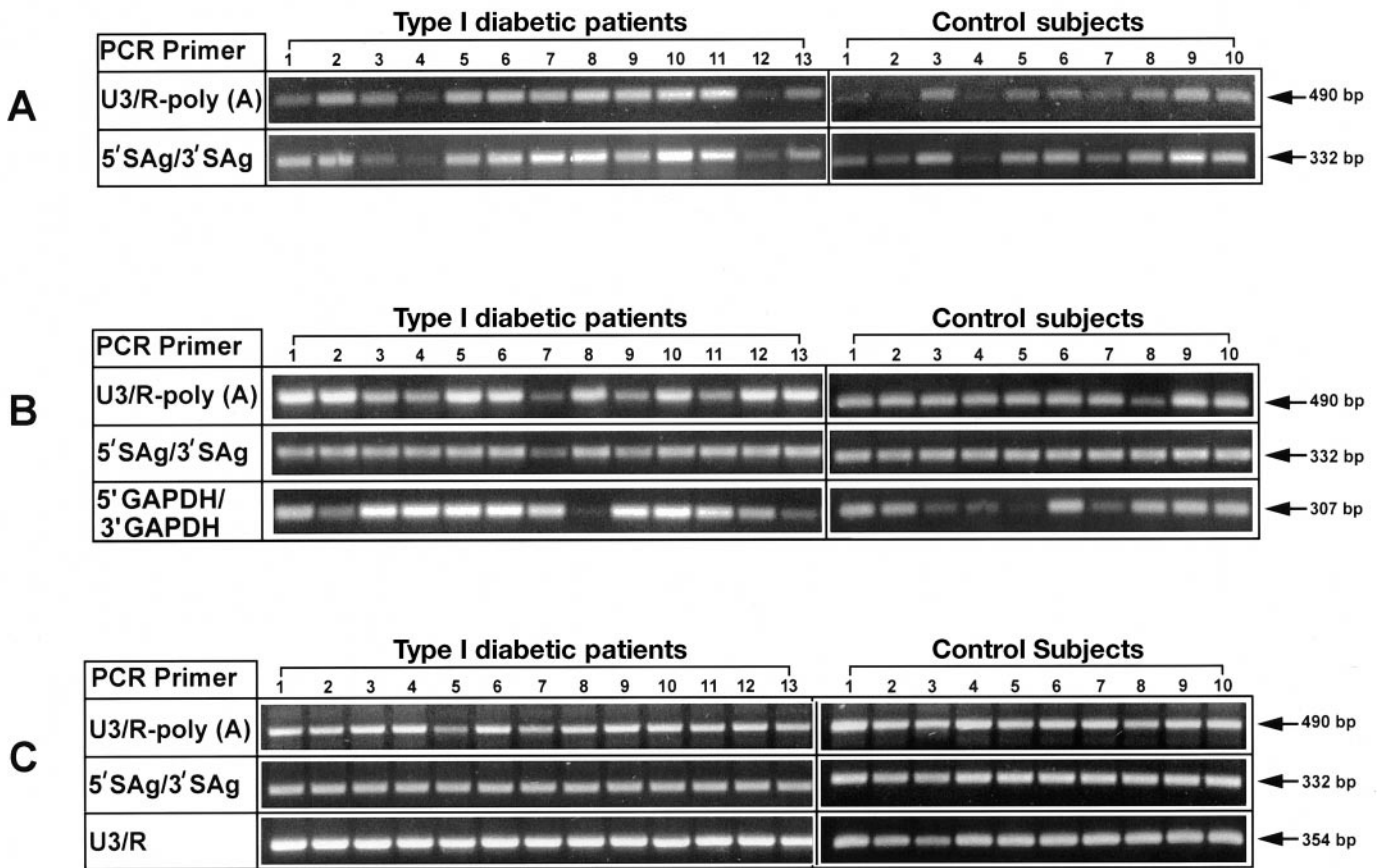 A
Type I diabetic patients Control subjects
PCR Primer 1 2 3 4 5 6 7 8 9 10 11 12 13 1 2 3 4 5 6 7 8 9 10
U3/R-poly (A) 490 bp
5'SAg/3'SAg 332 bp
B
Type I diabetic patients Control subjects
PCR Primer 1 2 3 4 5 6 7 8 9 10 11 12 13 1 2 3 4 5 6 7 8 9 10
U3/R-poly (A) 490 bp
5'SAg/3'SAg 332 bp
5'GAPDH/
3'GAPDH 307 bp
C
Type I diabetic patients Control Subjects
PCR Primer 1 2 3 4 5 6 7 8 9 10 11 12 13 1 2 3 4 5 6 7 8 9 10
U3/R-poly (A) 490 bp
5'SAg/3'SAg 332 bp
U3/R 354 bp